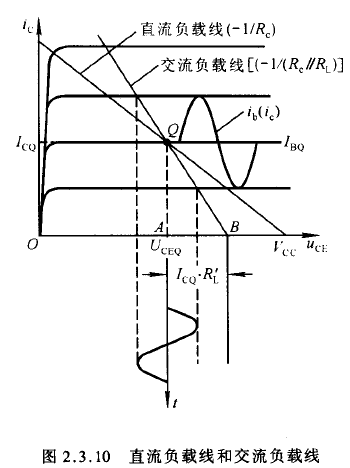 i_C
直流负载线(-1/R_c)
交流负载线[(-1/(R_c∥R_L)]
Q
i_b(i_c)
I_CQ
I_BQ
O
A
B
U_CEQ
V_CC
u_CE
I_CQ·R'_L
t
图 2.3.10 直流负载线和交流负载线